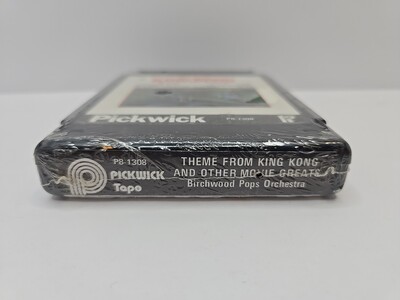 Pickwick
P8-1308
PICKWICK
Tape
THEME FROM KING KONG
AND OTHER MOVIE GREATS
Birchwood Pops Orchestra